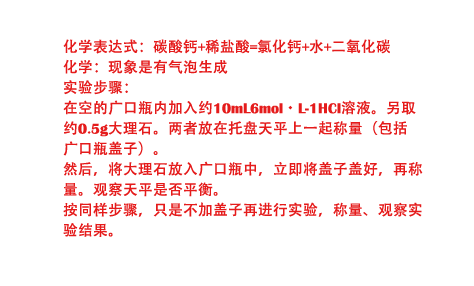 化学表达式：碳酸钙+稀盐酸=氯化钙+水+二氧化碳
化学：现象是有气泡生成
实验步骤：
在空的广口瓶内加入约10mL6mol·L-1HCl溶液。另取
约0.5g大理石。两者放在托盘天平上一起称量（包括
广口瓶盖子）。
然后，将大理石放入广口瓶中，立即将盖子盖好，再称
量。观察天平是否平衡。
按同样步骤，只是不加盖子再进行实验，称量、观察实
验结果。